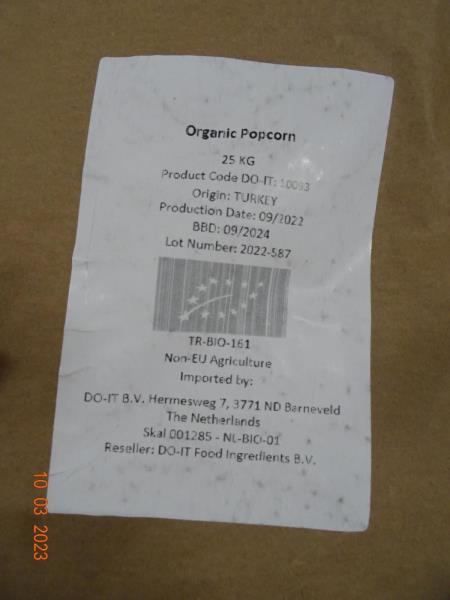 Organic Popcorn
25 KG
Product Code DO-IT: 10093
Origin: TURKEY
Production Date: 09/2022
BBD: 09/2024
Lot Number: 2022-587
TR-BIO-161
Non-EU Agriculture
Imported by:
DO-IT B.V. Hermesweg 7, 3771 ND Barneveld
The Netherlands
Skal 001285 - NL-BIO-01
Reseller: DO-IT Food Ingredients B.V.
10 03 2023